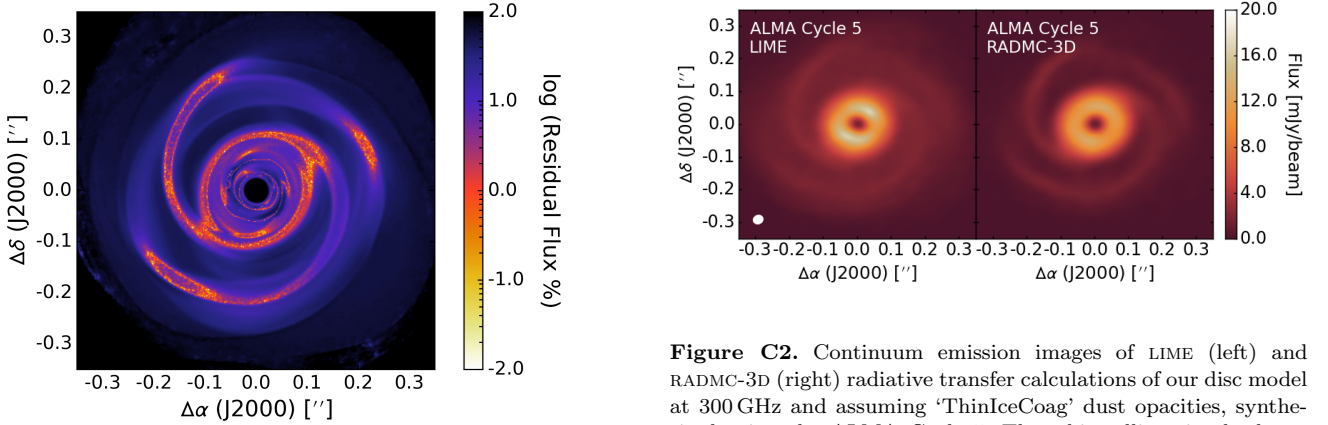 0.3
0.2
0.1
0.0
-0.1
-0.2
-0.3
Δδ (J2000) [′′]
-0.3 -0.2 -0.1 0.0 0.1 0.2 0.3
Δα (J2000) [′′]
2.0
1.0
0.0
-1.0
-2.0
log (Residual Flux %)
ALMA Cycle 5
LIME
ALMA Cycle 5
RADMC-3D
0.3
0.2
0.1
0.0
-0.1
-0.2
-0.3
Δδ (J2000) [′′]
-0.3 -0.2 -0.1 0.0 0.1 0.2 0.3
-0.3 -0.2 -0.1 0.0 0.1 0.2 0.3
Δα (J2000) [′′]
Δα (J2000) [′′]
20.0
16.0
12.0
8.0
4.0
0.0
Flux [mJy/beam]
Figure C2. Continuum emission images of LIME (left) and
RADMC-3D (right) radiative transfer calculations of our disc model
at 300 GHz and assuming ‘ThinIceCoag’ dust opacities, synthe-